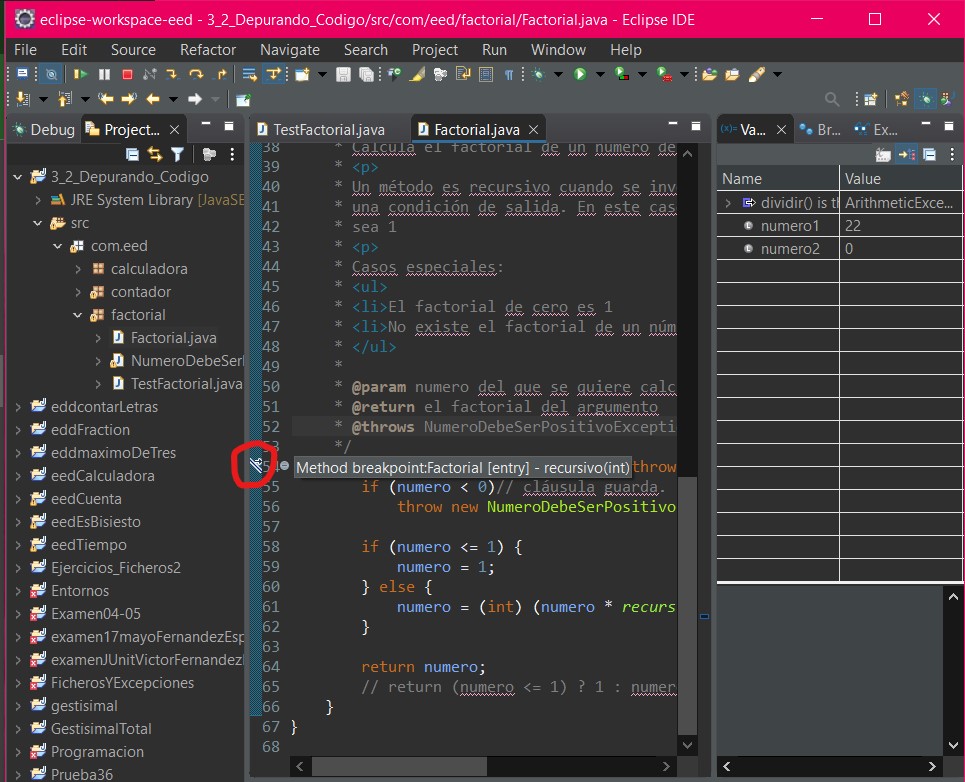 eclipse-workspace-eed - 3_2_Depurando_Codigo/src/com/eed/factorial/Factorial.java - Eclipse IDE
File Edit Source Refactor Navigate Search Project Run Window Help
Debug Project...
3_2_Depurando_Codigo
JRE System Library [JavaSE
src
com.eed
calculadora
contador
factorial
Factorial.java
NumeroDebeSerI
TestFactorial.java
eddcontarLetras
eddFraction
eddmaximoDeTres
eedCalculadora
eedCuenta
eedEsBisiesto
eedTiempo
Ejercicios_Ficheros2
Entornos
Examen04-05
examen17mayoFernandezEsp
examenJUnitVictorFernandez
FicherosYExcepciones
gestisimal
GestisimalTotal
Programacion
Prueba36
TestFactorial.java Factorial.java
38 * Calcula el factorial de un número de
39 * <p>
40 * Un método es recursivo cuando se inv
41 * una condición de salida. En este cas
42 * sea 1
43 * <p>
44 * Casos especiales:
45 * <ul>
46 * <li>El factorial de cero es 1
47 * <li>No existe el factorial de un núm
48 * </ul>
49 *
50 * @param numero del que se quiere calc
51 * @return el factorial del argumento
52 * @throws NumeroDebeSerPositivoExcepti
53 */
54 Method breakpoint:Factorial [entry] - recursivo(int) throw
55 if (numero < 0)// cláusula guarda.
56 throw new NumeroDebeSerPositivo
57
58 if (numero <= 1) {
59 numero = 1;
60 } else {
61 numero = (int) (numero * recurs
62 }
63
64 return numero;
65 // return (numero <= 1) ? 1 : numer
66 }
67 }
68
(x)= Va... Br... Ex...
Name Value
dividir() is th ArithmeticExce...
numero1 22
numero2 0